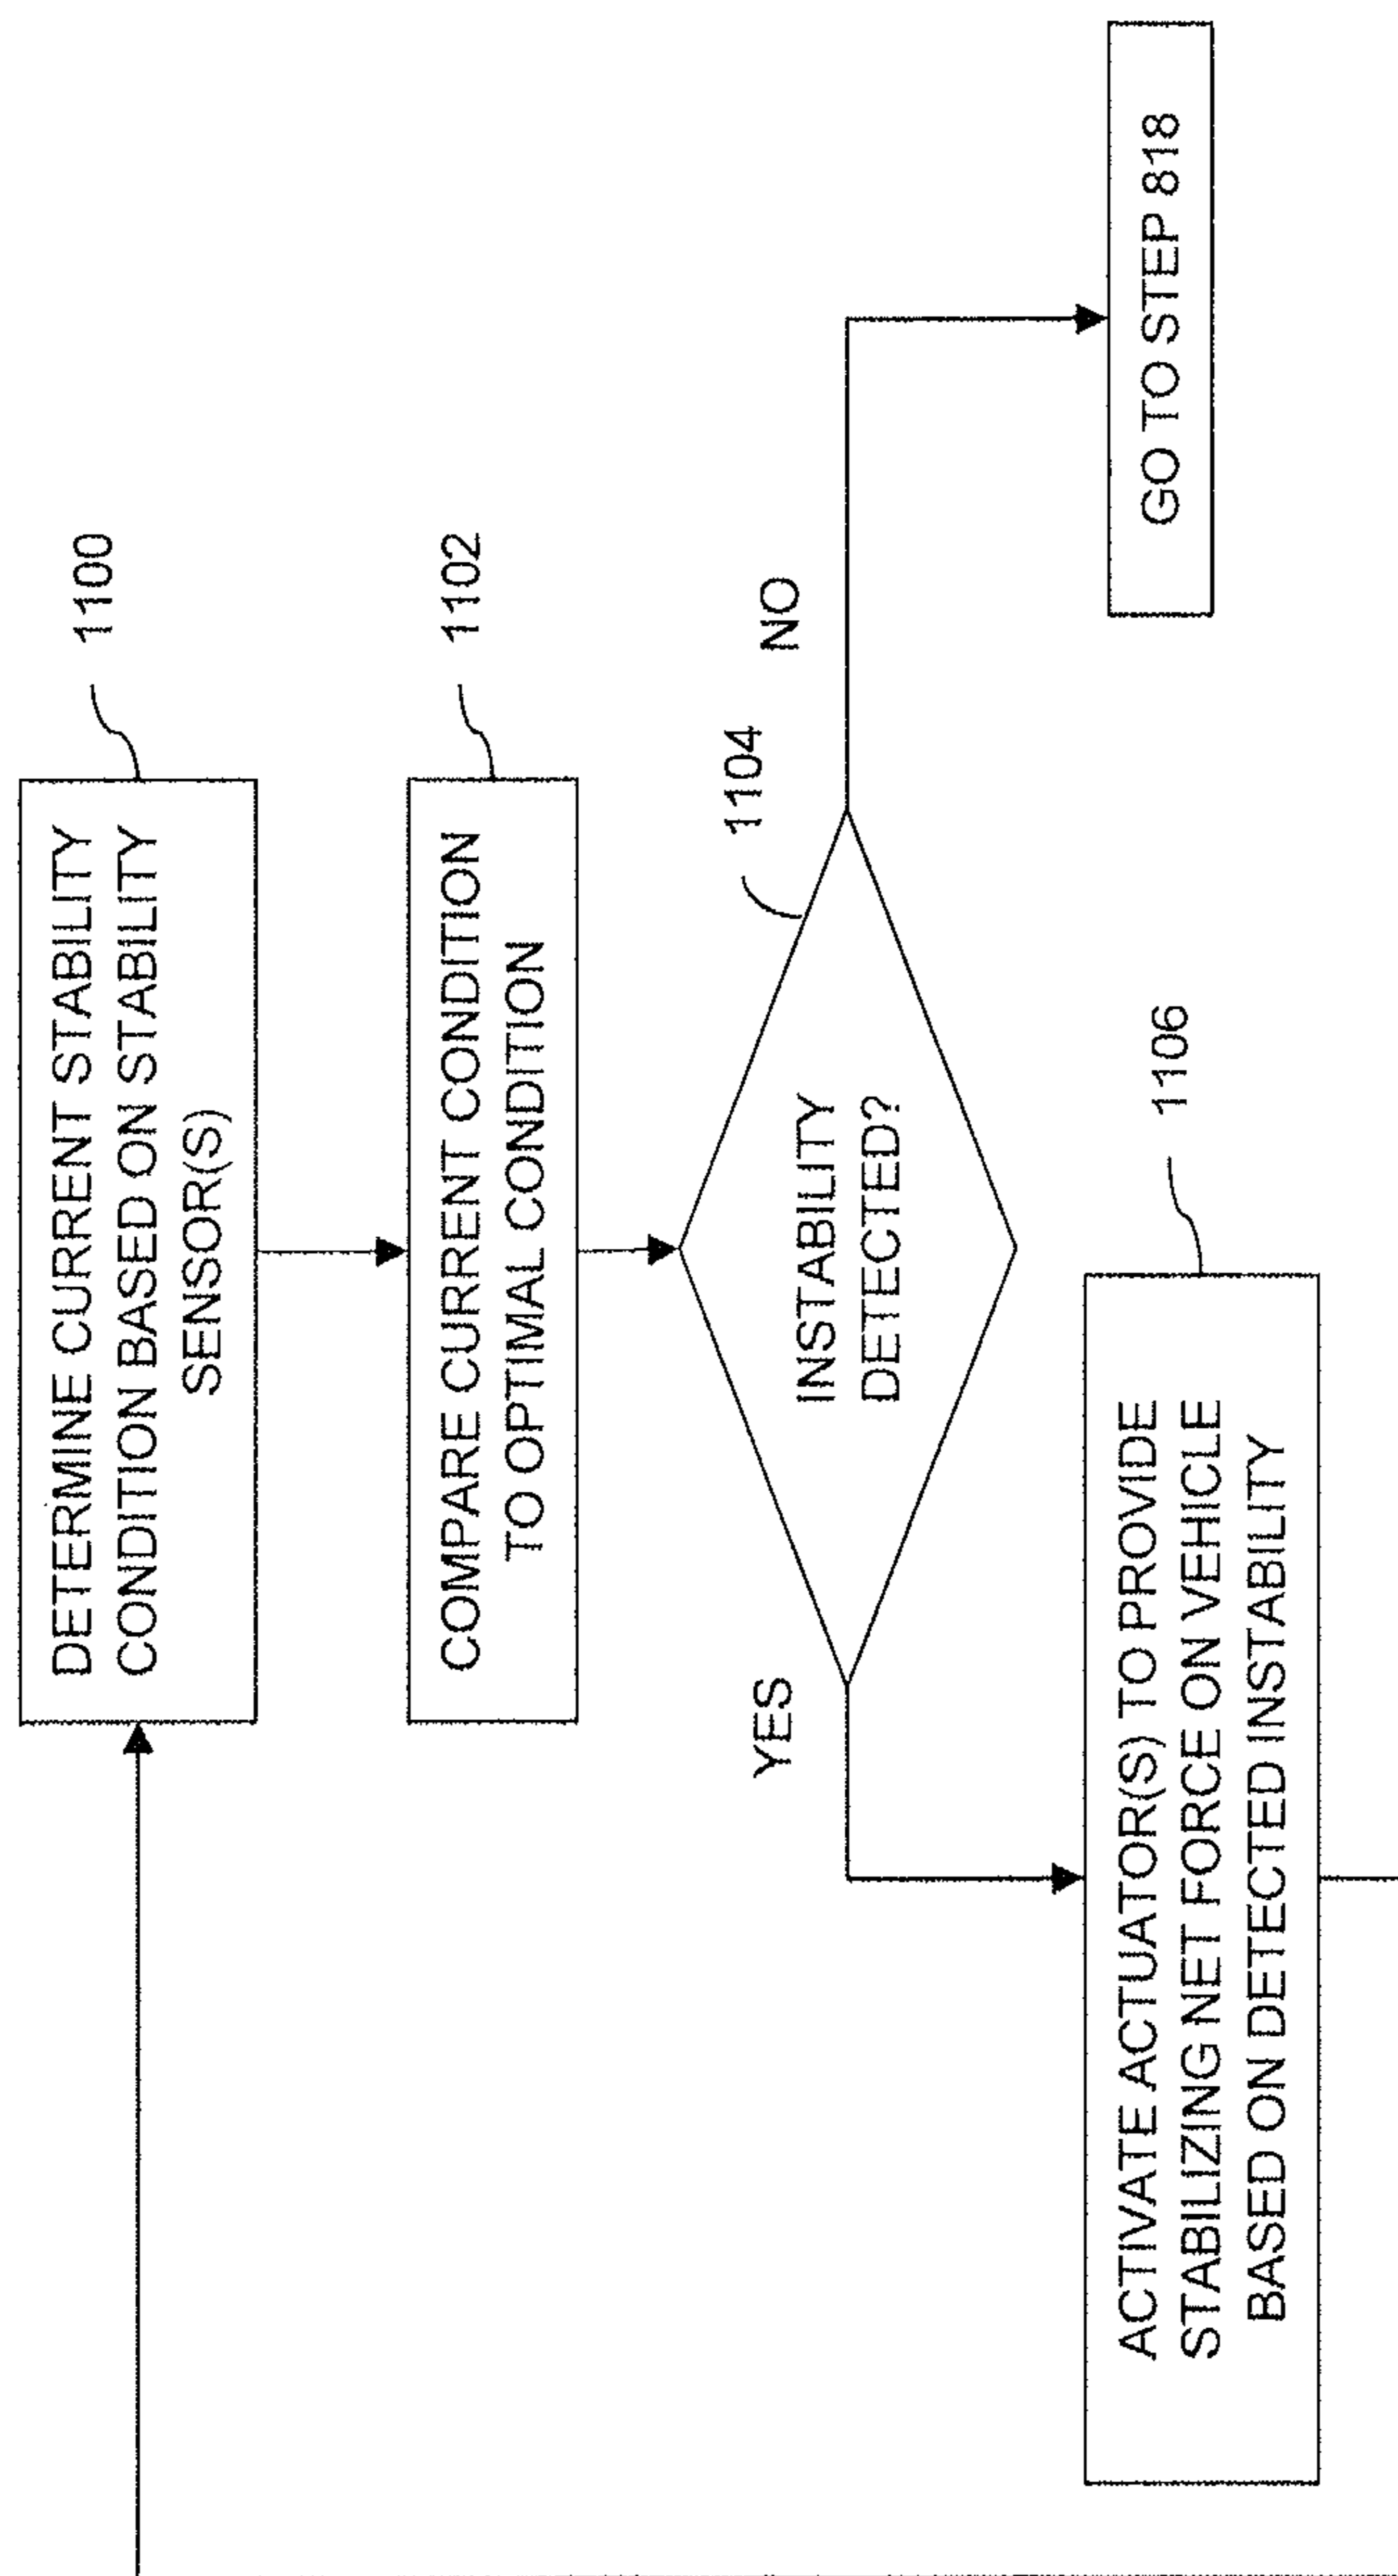 DETERMINE CURRENT STABILITY
CONDITION BASED ON STABILITY
SENSOR(S)
1100
COMPARE CURRENT CONDITION
TO OPTIMAL CONDITION
1102
INSTABILITY
DETECTED?
1104
YES
NO
ACTIVATE ACTUATOR(S) TO PROVIDE
STABILIZING NET FORCE ON VEHICLE
BASED ON DETECTED INSTABILITY
1106
GO TO STEP 818